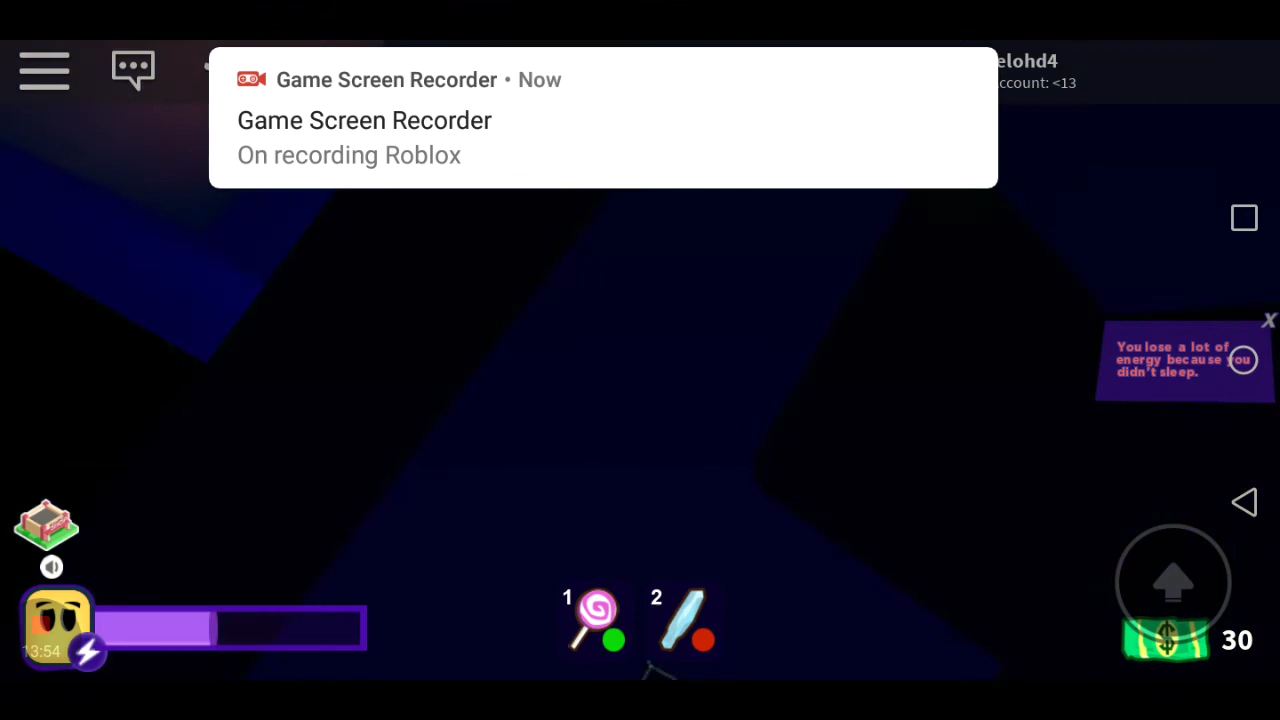 Game Screen Recorder • Now
Game Screen Recorder
On recording Roblox
elohd4
ccount: <13
X
You lose a lot of
energy because you
didn't sleep.
1
2
13:54
$
30